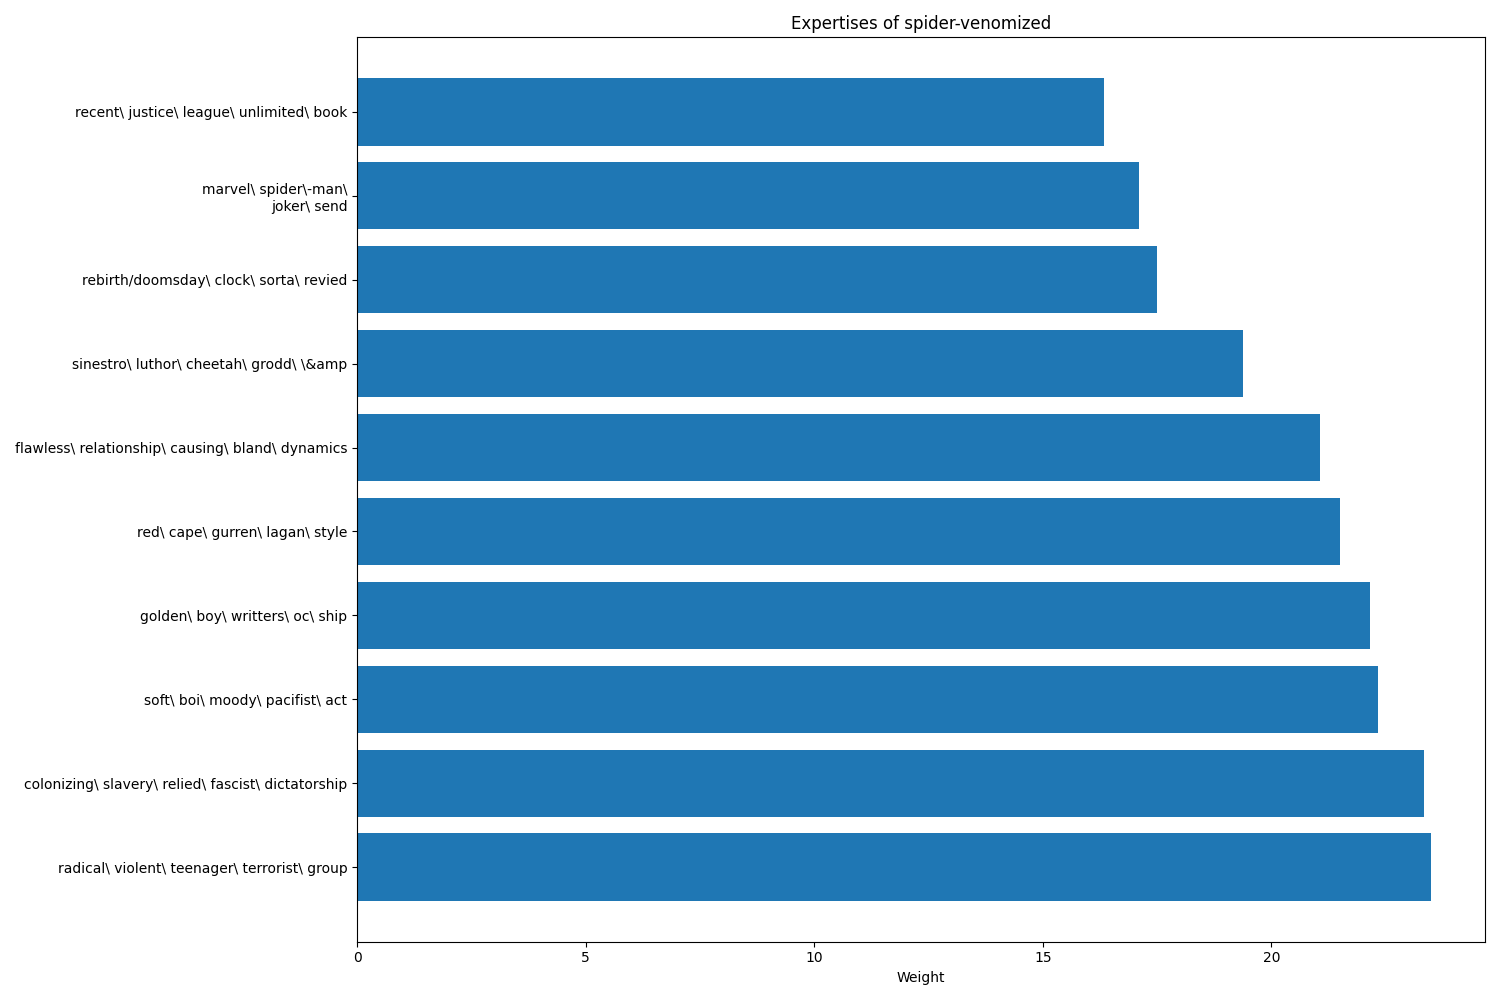 Expertises of spider-venomized
recent\ justice\ league\ unlimited\ book
marvel\ spider\-man\
joker\ send
rebirth/doomsday\ clock\ sorta\ revied
sinestro\ luthor\ cheetah\ grodd\ \&amp
flawless\ relationship\ causing\ bland\ dynamics
red\ cape\ gurren\ lagan\ style
golden\ boy\ writters\ oc\ ship
soft\ boi\ moody\ pacifist\ act
colonizing\ slavery\ relied\ fascist\ dictatorship
radical\ violent\ teenager\ terrorist\ group
0 5 10 15 20
Weight